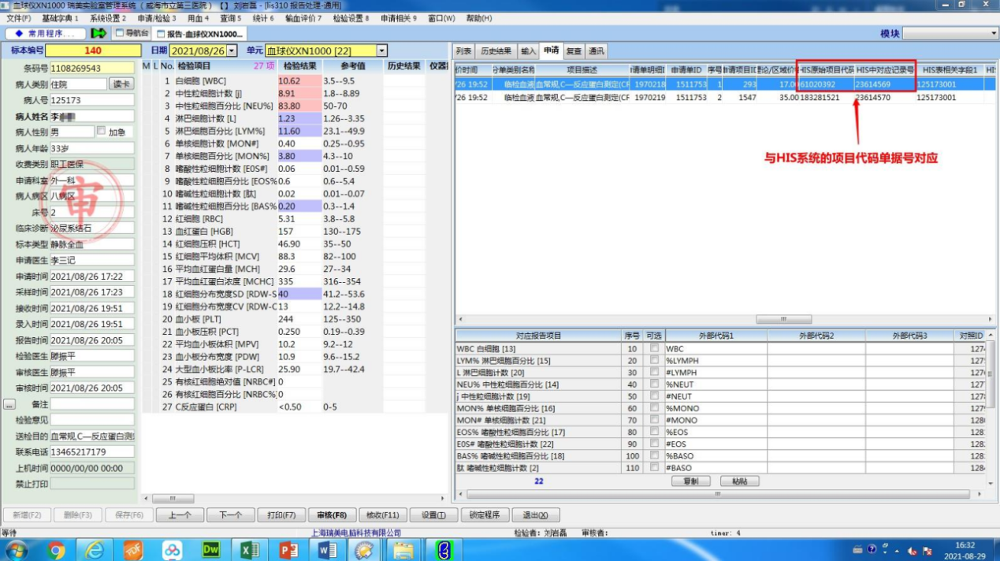 血球仪XN1000 瑞美实验室管理系统 ( 威海市立第三医院 ) 【】 刘岩磊 - [lis310 报告处理-通用]
文件(F) 基础字典 1 系统设置 2 申请/检验 3 用血 4 查询 5 统计 6 输血评价 7 检验设置 8 申请相关 9 窗口(W) 帮助(H)
常用程序... 导航台 报告-血球仪XN1000... 模块
标本编号 140 日期 2021/08/26 单元 血球仪XN1000 [22]
列表 历史结果 输入 申请 复查 通讯
条码号 1108269543
病人类别 住院 读卡
病人号 125173
病人姓名 李
病人性别 男 加急
病人年龄 33岁
收费类别 职工医保
申请科室 外一科
病人病区 八病区
床号 2
临床诊断 泌尿系结石
标本类型 静脉全血
申请医生 李三记
申请时间 2021/08/26 17:22
采样时间 2021/08/26 17:23
接收时间 2021/08/26 19:51
录入时间 2021/08/26 19:51
报告时间 2021/08/26 20:05
检验医生 滕振平
审核医生 滕振平
审核时间 2021/08/26 20:05
... 备注
检验意见
送检目的 血常规,C—反应蛋白测
联系电话 13465217179
上机时间 0000/00/00 00:00
禁止打印
审
M L No. 检验项目 27 项 检验结果 参考值 历史结果 仪器
1 白细胞 [WBC] 10.62 3.5--9.5
2 中性粒细胞计数 [j] 8.91 1.8--8.89
3 中性粒细胞百分比 [NEU%] 83.80 50-70
4 淋巴细胞计数 [L] 1.23 1.26--3.35
5 淋巴细胞百分比 [LYM%] 11.60 23.1--49.9
6 单核细胞计数 [MON#] 0.40 0.25--0.95
7 单核细胞百分比 [MON%] 3.80 4.3--10
8 嗜酸性粒细胞计数 [E0S#] 0.06 0.01--0.59
9 嗜酸性粒细胞百分比 [EOS% 0.6 0.6--5.4
10 嗜碱性粒细胞计数 [肽] 0.02 0.01--0.07
11 嗜碱性粒细胞百分比 [BAS% 0.20 0.3--1.4
12 红细胞 [RBC] 5.31 3.8--5.8
13 血红蛋白 [HGB] 157 130--175
14 红细胞压积 [HCT] 46.90 35--50
15 红细胞平均体积 [MCV] 88.3 82--100
16 平均血红蛋白量 [MCH] 29.6 27--34
17 平均血红蛋白浓度 [MCHC] 335 316--354
18 红细胞分布宽度SD [RDW-S 40 41.2--53.6
19 红细胞分布宽度CV [RDW-C 13 12.2--14.8
20 血小板 [PLT] 244 125--350
21 血小板压积 [PCT] 0.250 0.19--0.39
22 平均血小板体积 [MPV] 10.2 9.2--12
23 血小板分布宽度 [PDW] 10.9 9.6--15.2
24 大型血小板比率 [P-LCR] 25.90 19.7--42.4
25 有核红细胞绝对值 [NRBC#] 0
26 有核红细胞百分比 [NRBC%] 0
27 C反应蛋白 [CRP] <0.50 0-5
价时间 分单类别名称 项目描述 申请单明细 申请单ID 序号 申请项目ID 理论/区域价 HIS原始项目代码 HIS中对应记录号 HIS表相关字段1 HI
/26 19:52 临检血液 血常规,C—反应蛋白测定(CF 1970218 1511753 1 293 17.00 61020392 23614569 125173001
/26 19:52 临检血液 血常规,C—反应蛋白测定(CF 1970219 1511753 2 1547 35.00 183281521 23614570 125173001
与HIS系统的项目代码单据号对应
对应报告项目 序号 可选 外部代码1 外部代码2 外部代码3 对照ID
WBC 白细胞 [13] 10 WBC 127
LYM% 淋巴细胞百分比 [15] 20 %LYMPH 127
L 淋巴细胞计数 [20] 30 #LYMPH 127
NEU% 中性粒细胞百分比 [14] 40 %NEUT 127
j 中性粒细胞计数 [19] 50 #NEUT 127
MON% 单核细胞百分比 [16] 60 %MONO 127
MON# 单核细胞计数 [21] 70 #MONO 128
EOS% 嗜酸性粒细胞百分比 [17] 80 %EOS 128
E0S# 嗜酸性粒细胞计数 [22] 90 #EOS 128
BAS% 嗜碱性粒细胞百分比 [18] 100 %BASO 128
肽 嗜碱性粒细胞计数 [2] 110 #BASO 128
22 复制 粘贴
新增(F2) 删除(F3) 保存(F6) 上一个 下一个 打印(F7) 审核(F8) 核收(F11) 设置(T) 锁定程序 退出(X)
等待 上海瑞美电脑科技有限公司 检验者: 刘岩磊 审核者: timer: 4
16:32
2021-08-29